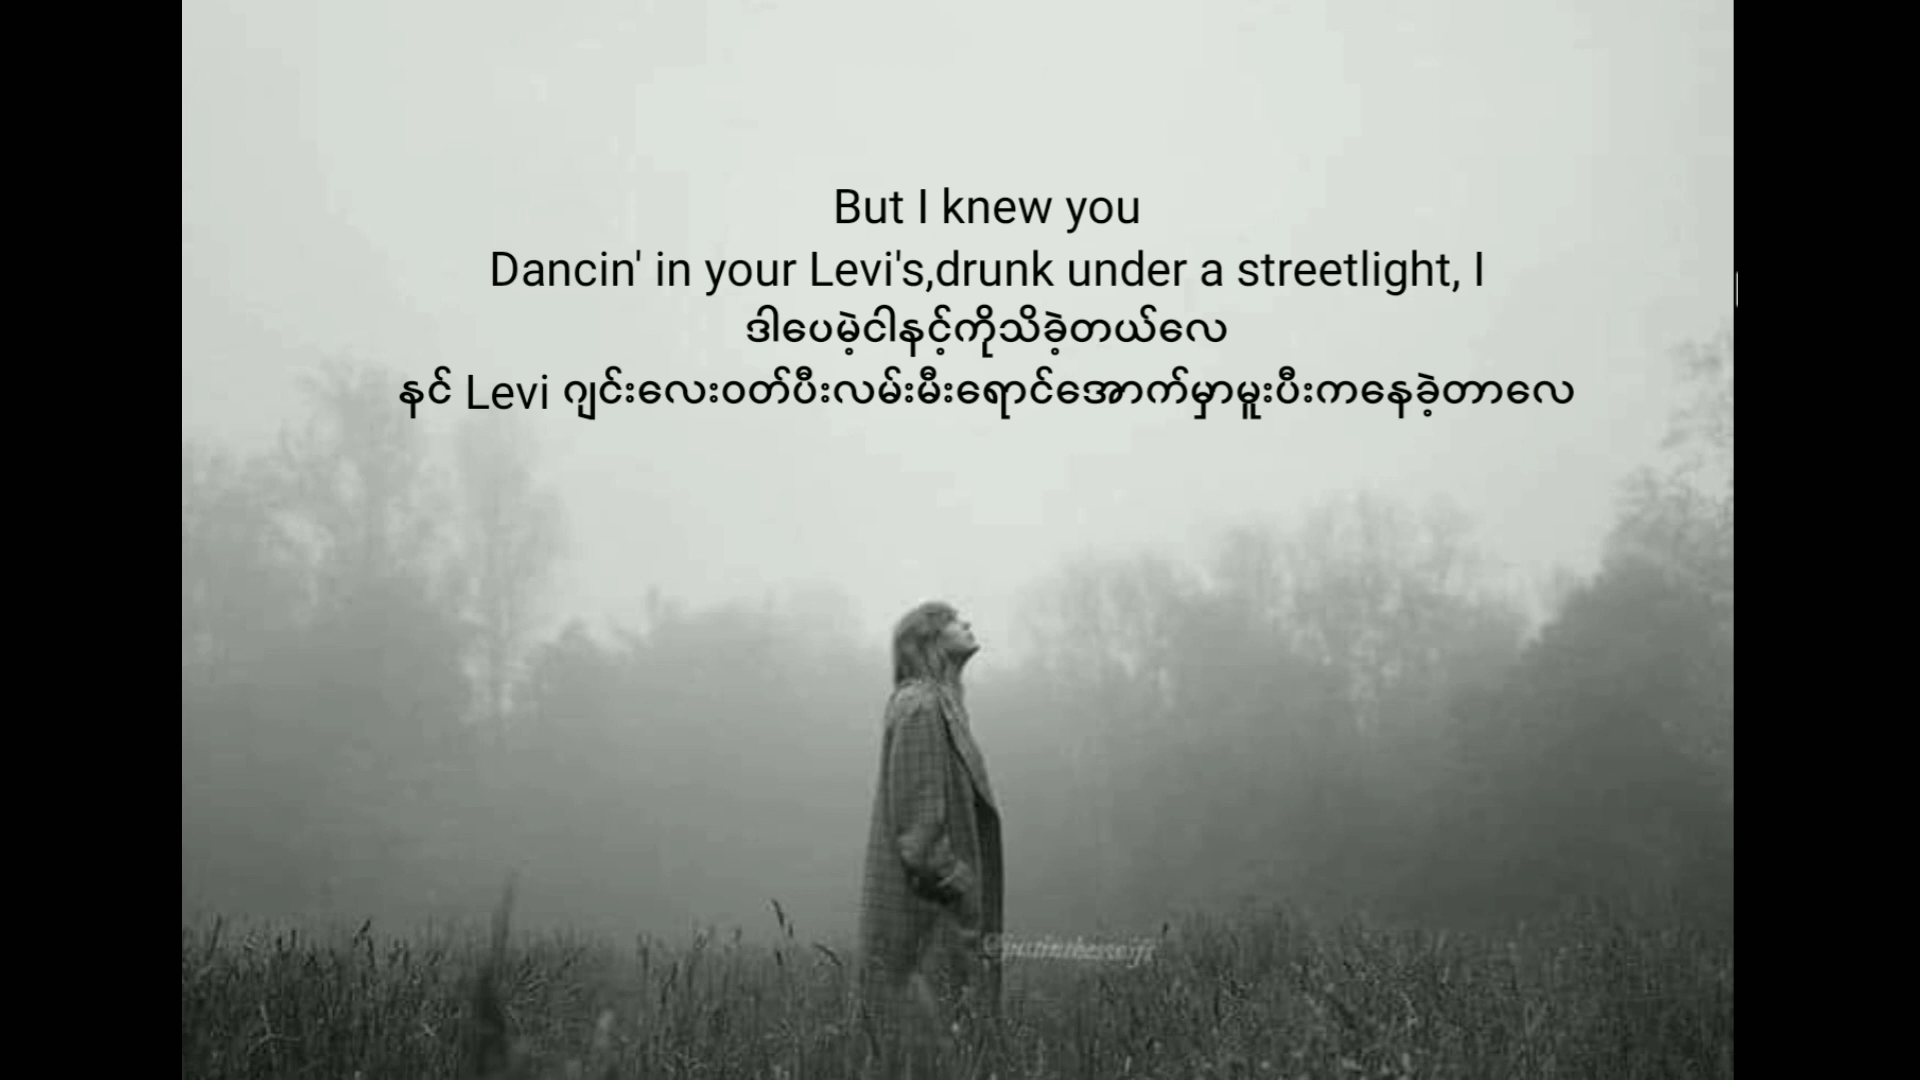 But I knew you
Dancin' in your Levi's,drunk under a streetlight, I
ဒါပေမဲ့ငါနင့်ကိုသိခဲ့တယ်လေ
နင် Levi ဂျင်းလေးဝတ်ပီးလမ်းမီးရောင်အောက်မှာမူးပီးကနေခဲ့တာလေ